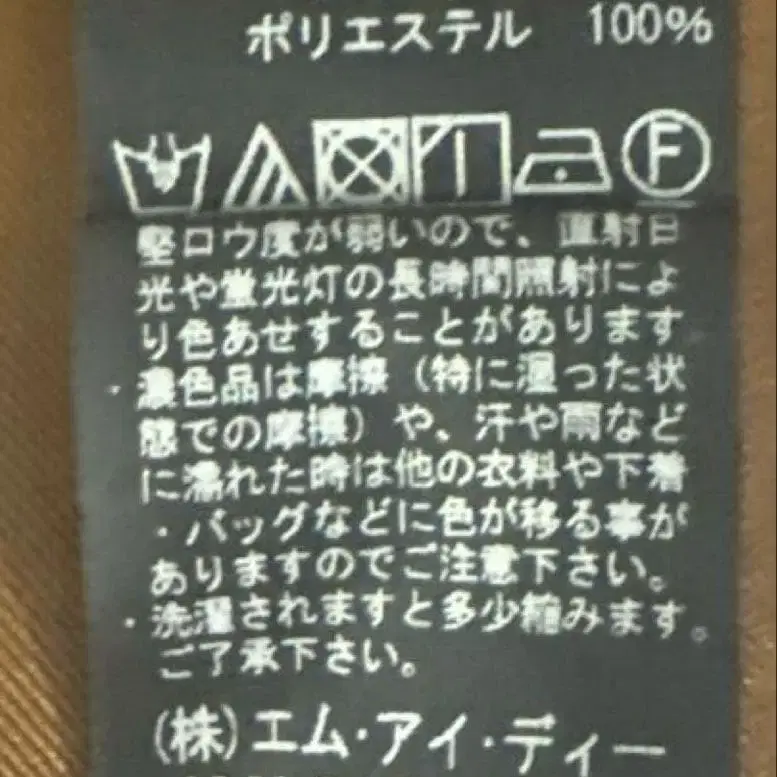 ポリエステル 100%
F
堅ロウ度が弱いので、直射日
光や蛍光灯の長時間照射によ
り色あせすることがあります
・濃色品は摩擦（特に湿った状
態での摩擦）や、汗や雨など
に濡れた時は他の衣料や下着
・バッグなどに色が移る事が
ありますのでご注意下さい。
・洗濯されますと多少縮みます。
ご了承下さい。
(株)エム・アイ・ディー